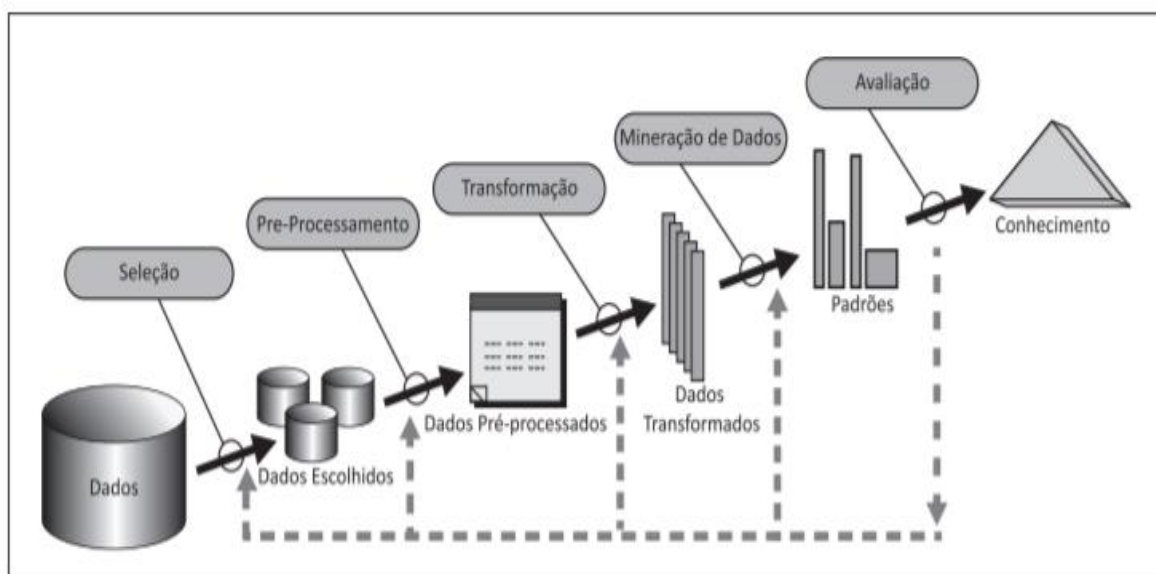 Avaliação
Mineração de Dados
Transformação
Pre-Processamento
Seleção
Conhecimento
Padrões
Dados
Transformados
Dados Pré-processados
Dados Escolhidos
Dados